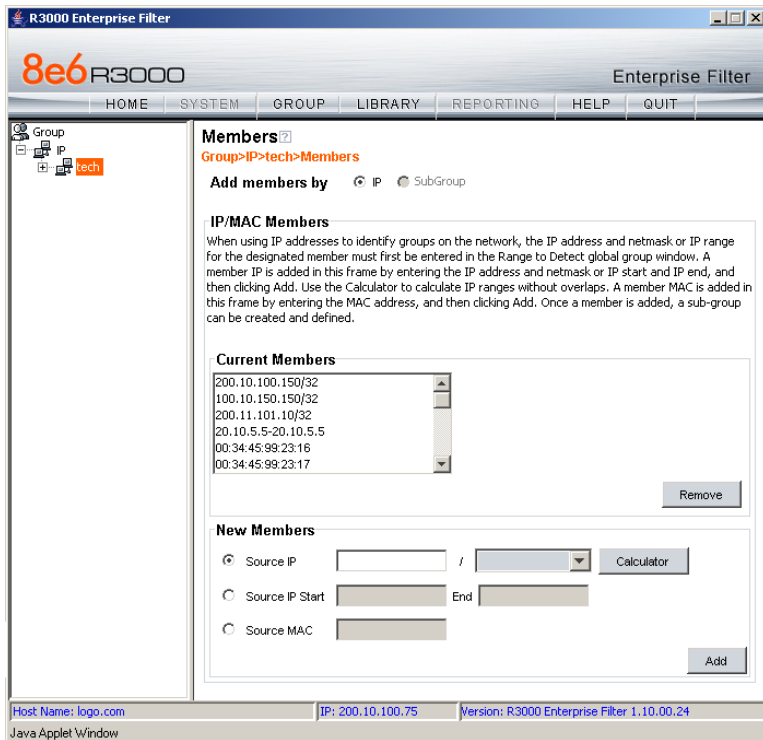 R3000 Enterprise Filter
8e6 R3000
Enterprise Filter
HOME SYSTEM GROUP LIBRARY REPORTING HELP QUIT
Group
IP
tech
Members?
Group>IP>tech>Members
Add members by IP SubGroup
IP/MAC Members
When using IP addresses to identify groups on the network, the IP address and netmask or IP range
for the designated member must first be entered in the Range to Detect global group window. A
member IP is added in this frame by entering the IP address and netmask or IP start and IP end, and
then clicking Add. Use the Calculator to calculate IP ranges without overlaps. A member MAC is added in
this frame by entering the MAC address, and then clicking Add. Once a member is added, a sub-group
can be created and defined.
Current Members
200.10.100.150/32
100.10.150.150/32
200.11.101.10/32
20.10.5.5-20.10.5.5
00:34:45:99:23:16
00:34:45:99:23:17
Remove
New Members
Source IP / Calculator
Source IP Start End
Source MAC
Add
Host Name: logo.com IP: 200.10.100.75 Version: R3000 Enterprise Filter 1.10.00.24
Java Applet Window